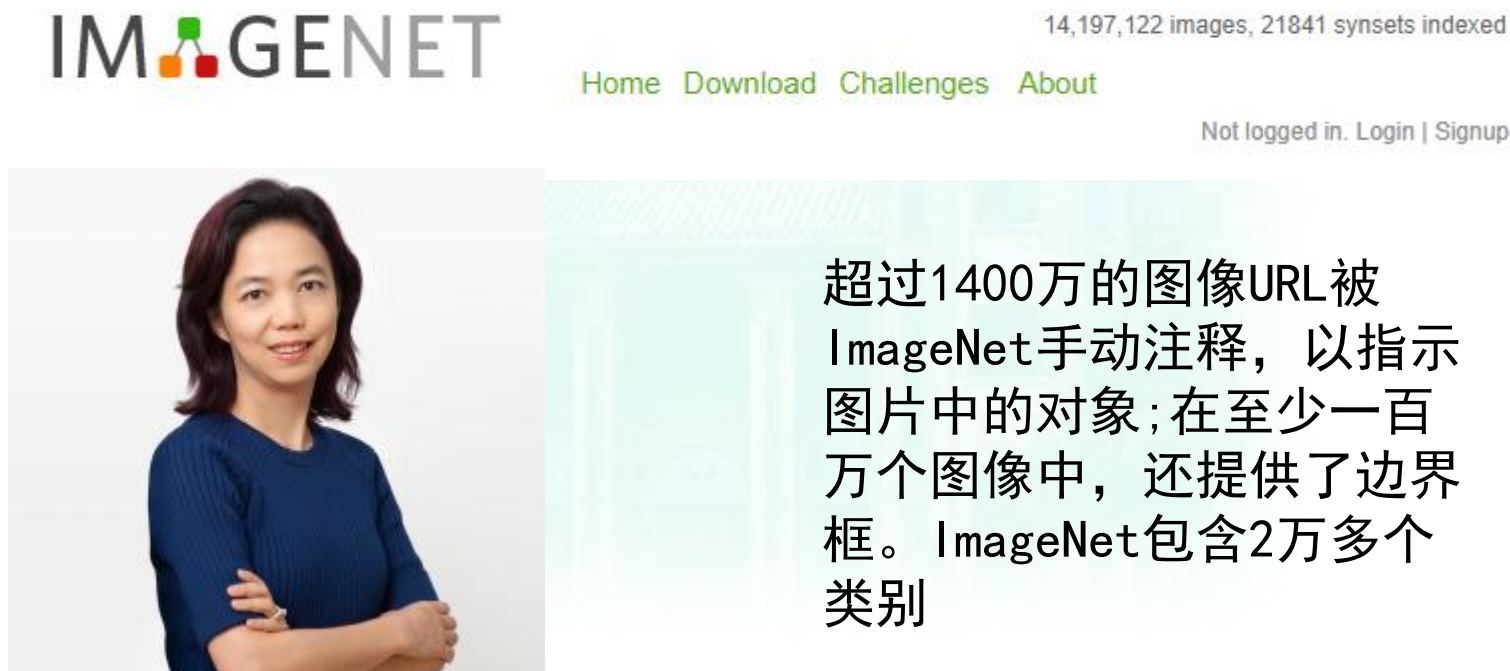 IMAGENET
14,197,122 images, 21841 synsets indexed
Home Download Challenges About
Not logged in. Login | Signup
超过1400万的图像URL被
ImageNet手动注释，以指示
图片中的对象;在至少一百
万个图像中，还提供了边界
框。ImageNet包含2万多个
类别